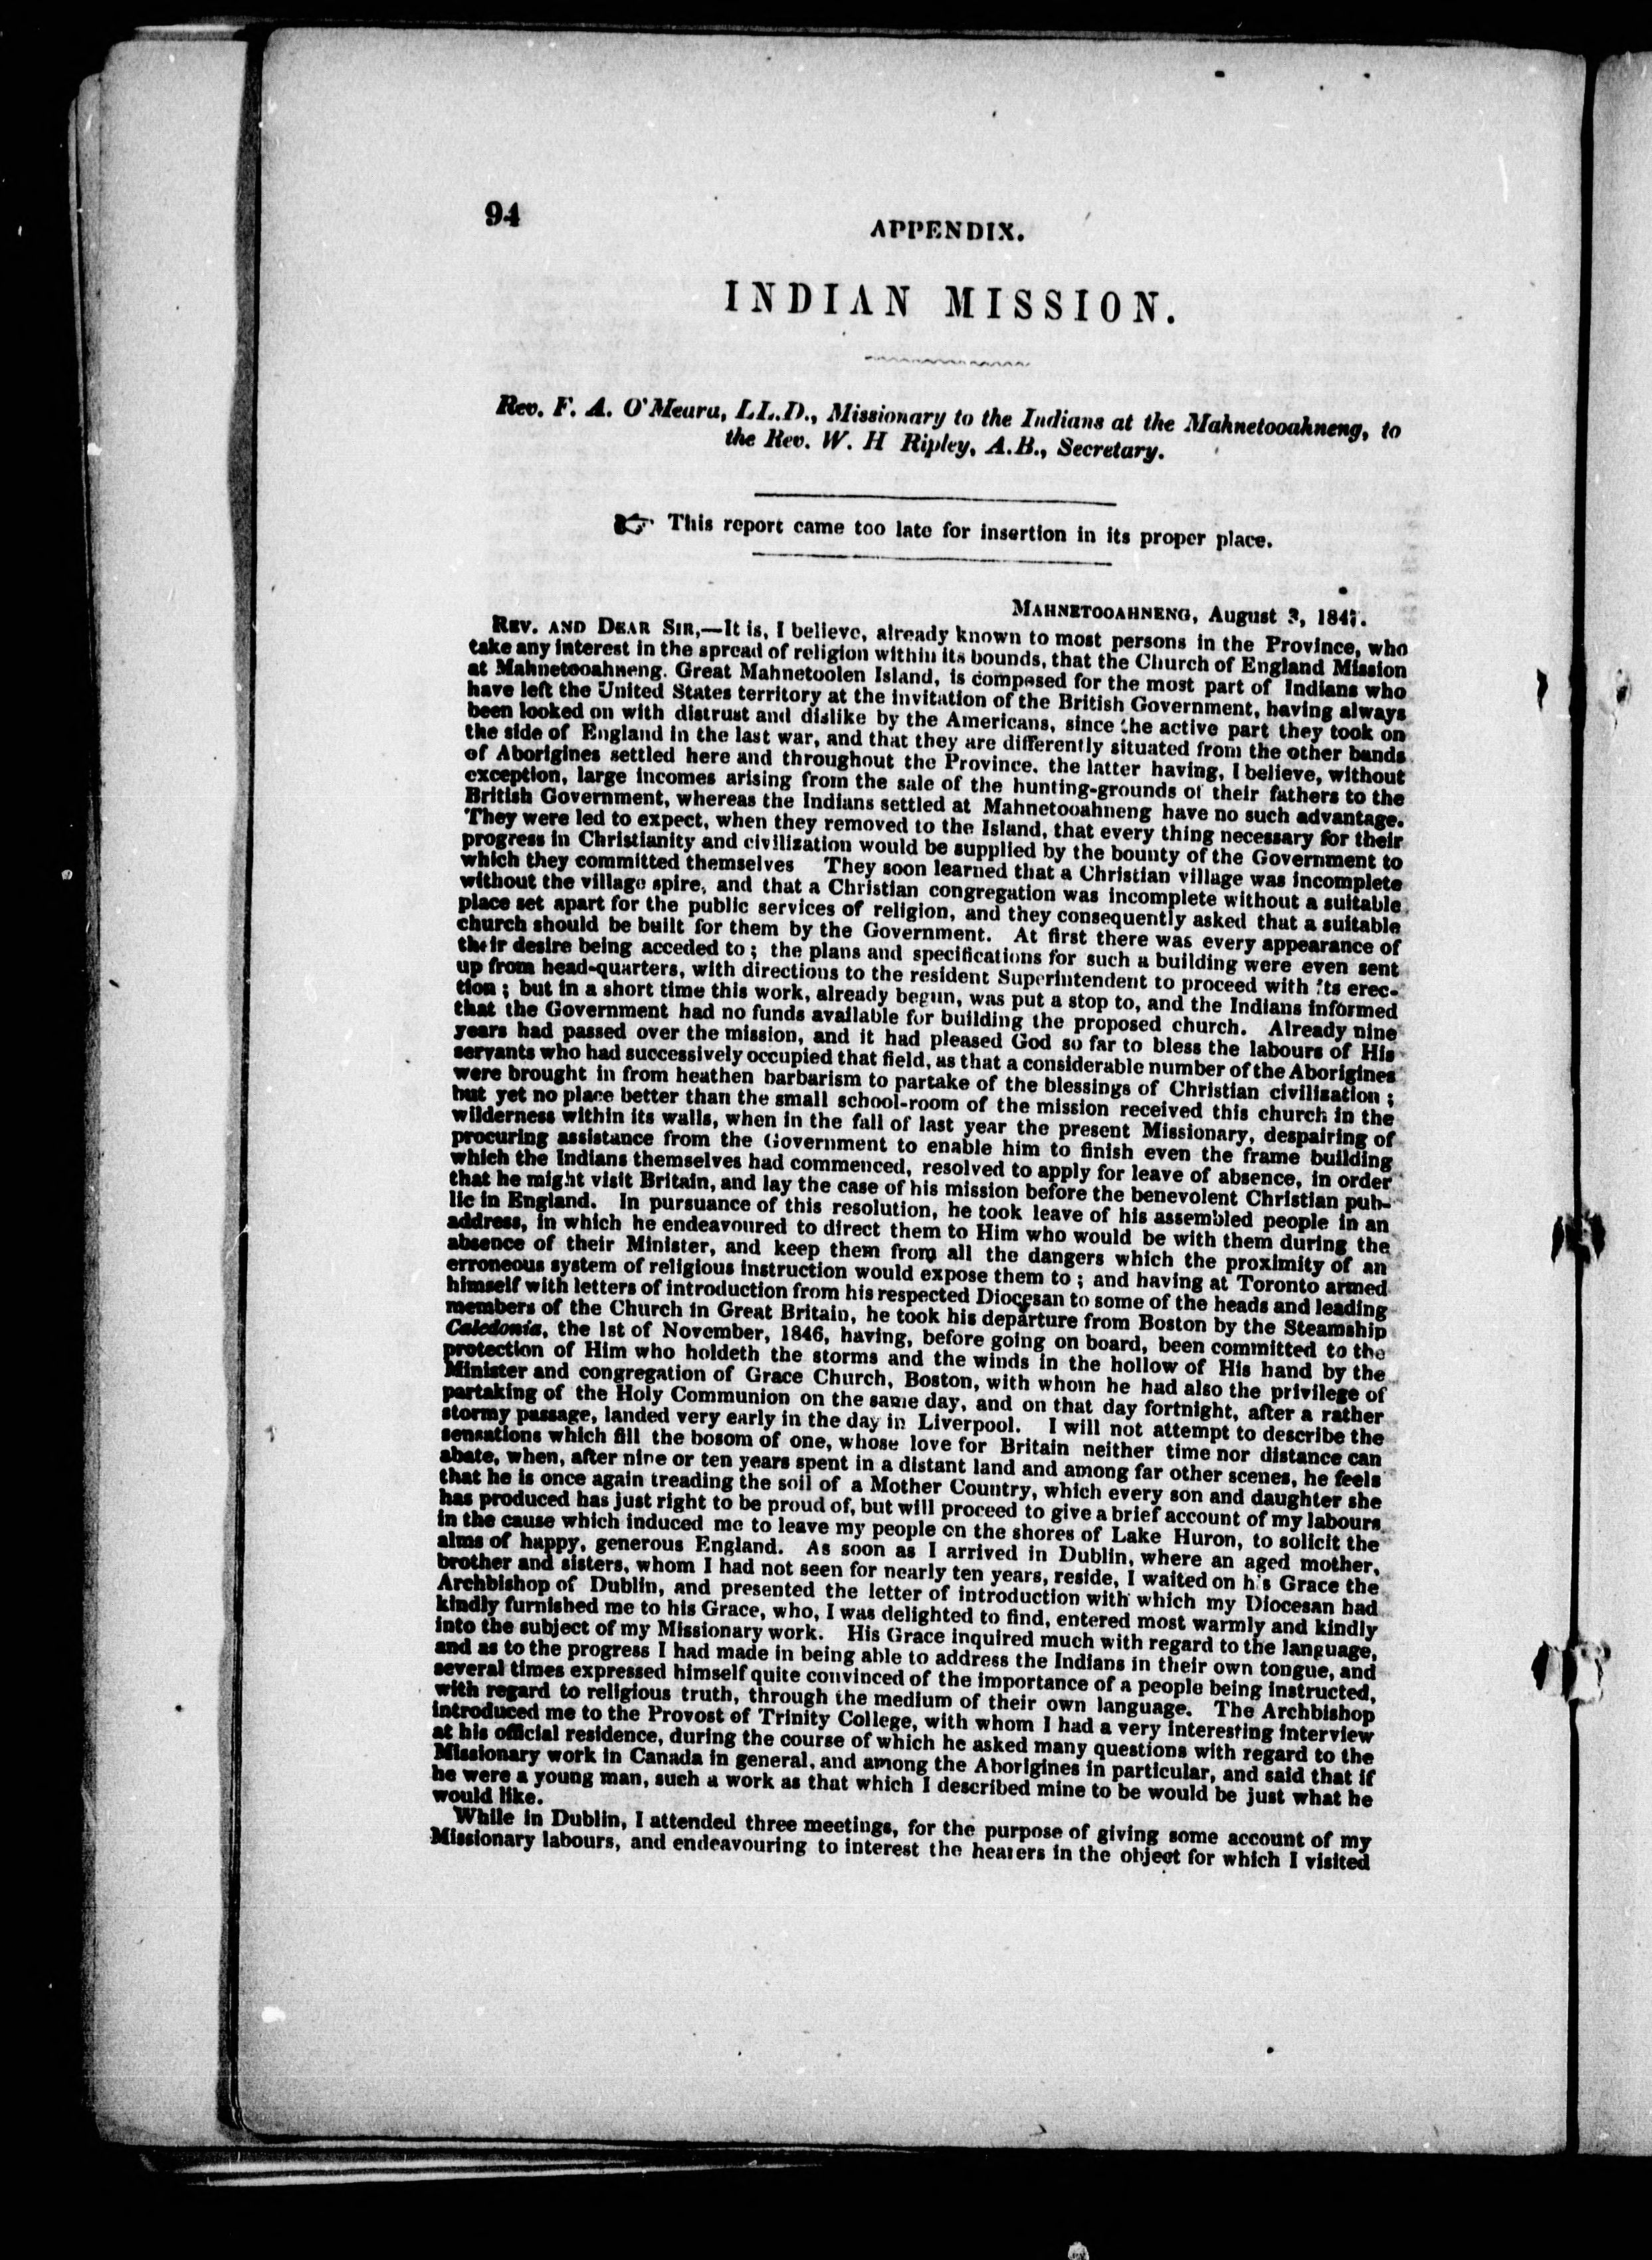 94
APPENDIX.
INDIAN MISSION.
Rev. F. A. O'Meara, LL.D., Missionary to the Indians at the Mahnetooahneng, to
the Rev. W. H Ripley, A.B., Secretary.
☞ This report came too late for insertion in its proper place.
MAHNETOOAHNENG, August 3, 1847.
REV. AND DEAR SIR,—It is, I believe, already known to most persons in the Province, who
take any interest in the spread of religion within its bounds, that the Church of England Mission
at Mahnetooahneng. Great Mahnetoolen Island, is composed for the most part of Indians who
have left the United States territory at the invitation of the British Government, having always
been looked on with distrust and dislike by the Americans, since the active part they took on
the side of England in the last war, and that they are differently situated from the other bands
of Aborigines settled here and throughout the Province. the latter having, I believe, without
exception, large incomes arising from the sale of the hunting-grounds of their fathers to the
British Government, whereas the Indians settled at Mahnetooahneng have no such advantage.
They were led to expect, when they removed to the Island, that every thing necessary for their
progress in Christianity and civilization would be supplied by the bounty of the Government to
which they committed themselves They soon learned that a Christian village was incomplete
without the village spire, and that a Christian congregation was incomplete without a suitable
place set apart for the public services of religion, and they consequently asked that a suitable
church should be built for them by the Government. At first there was every appearance of
their desire being acceded to; the plans and specifications for such a building were even sent
up from head-quarters, with directions to the resident Superintendent to proceed with its erec-
tion; but in a short time this work, already begun, was put a stop to, and the Indians informed
that the Government had no funds available for building the proposed church. Already nine
years had passed over the mission, and it had pleased God so far to bless the labours of His
servants who had successively occupied that field, as that a considerable number of the Aborigines
were brought in from heathen barbarism to partake of the blessings of Christian civilization;
but yet no place better than the small school-room of the mission received this church in the
wilderness within its walls, when in the fall of last year the present Missionary, despairing of
procuring assistance from the Government to enable him to finish even the frame building
which the Indians themselves had commenced, resolved to apply for leave of absence, in order
that he might visit Britain, and lay the case of his mission before the benevolent Christian pub-
lic in England. In pursuance of this resolution, he took leave of his assembled people in an
address, in which he endeavoured to direct them to Him who would be with them during the
absence of their Minister, and keep them from all the dangers which the proximity of an
erroneous system of religious instruction would expose them to; and having at Toronto armed
himself with letters of introduction from his respected Diocesan to some of the heads and leading
members of the Church in Great Britain, he took his departure from Boston by the Steamship
Caledonia, the 1st of November, 1846, having, before going on board, been committed to the
protection of Him who holdeth the storms and the winds in the hollow of His hand by the
Minister and congregation of Grace Church, Boston, with whom he had also the privilege of
partaking of the Holy Communion on the same day, and on that day fortnight, after a rather
stormy passage, landed very early in the day in Liverpool. I will not attempt to describe the
sensations which fill the bosom of one, whose love for Britain neither time nor distance can
abate, when, after nine or ten years spent in a distant land and among far other scenes, he feels
that he is once again treading the soil of a Mother Country, which every son and daughter she
has produced has just right to be proud of, but will proceed to give a brief account of my labours
in the cause which induced me to leave my people on the shores of Lake Huron, to solicit the
alms of happy, generous England. As soon as I arrived in Dublin, where an aged mother,
brother and sisters, whom I had not seen for nearly ten years, reside, I waited on his Grace the
Archbishop of Dublin, and presented the letter of introduction with which my Diocesan had
kindly furnished me to his Grace, who, I was delighted to find, entered most warmly and kindly
into the subject of my Missionary work. His Grace inquired much with regard to the language,
and as to the progress I had made in being able to address the Indians in their own tongue, and
several times expressed himself quite convinced of the importance of a people being instructed,
with regard to religious truth, through the medium of their own language. The Archbishop
introduced me to the Provost of Trinity College, with whom I had a very interesting interview
at his official residence, during the course of which he asked many questions with regard to the
Missionary work in Canada in general, and among the Aborigines in particular, and said that if
he were a young man, such a work as that which I described mine to be would be just what he
would like.
While in Dublin, I attended three meetings, for the purpose of giving some account of my
Missionary labours, and endeavouring to interest the hearers in the object for which I visited